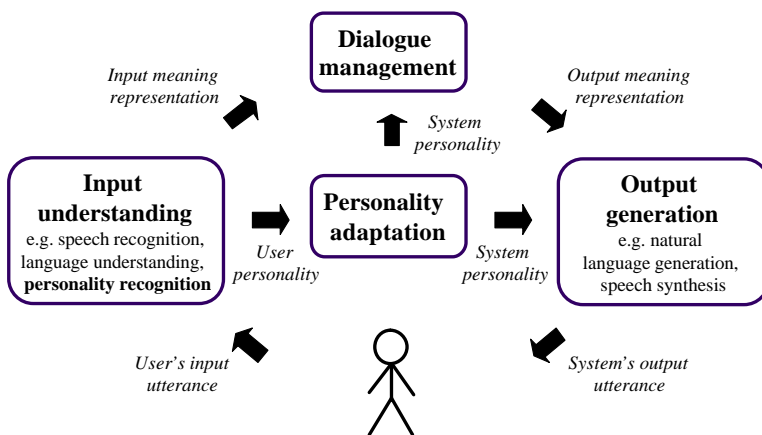 Dialogue
management
Input meaning
representation
Output meaning
representation
System
personality
Input
understanding
e.g. speech recognition,
language understanding,
personality recognition
Personality
adaptation
Output
generation
e.g. natural
language generation,
speech synthesis
User
personality
System
personality
User's input
utterance
System's output
utterance